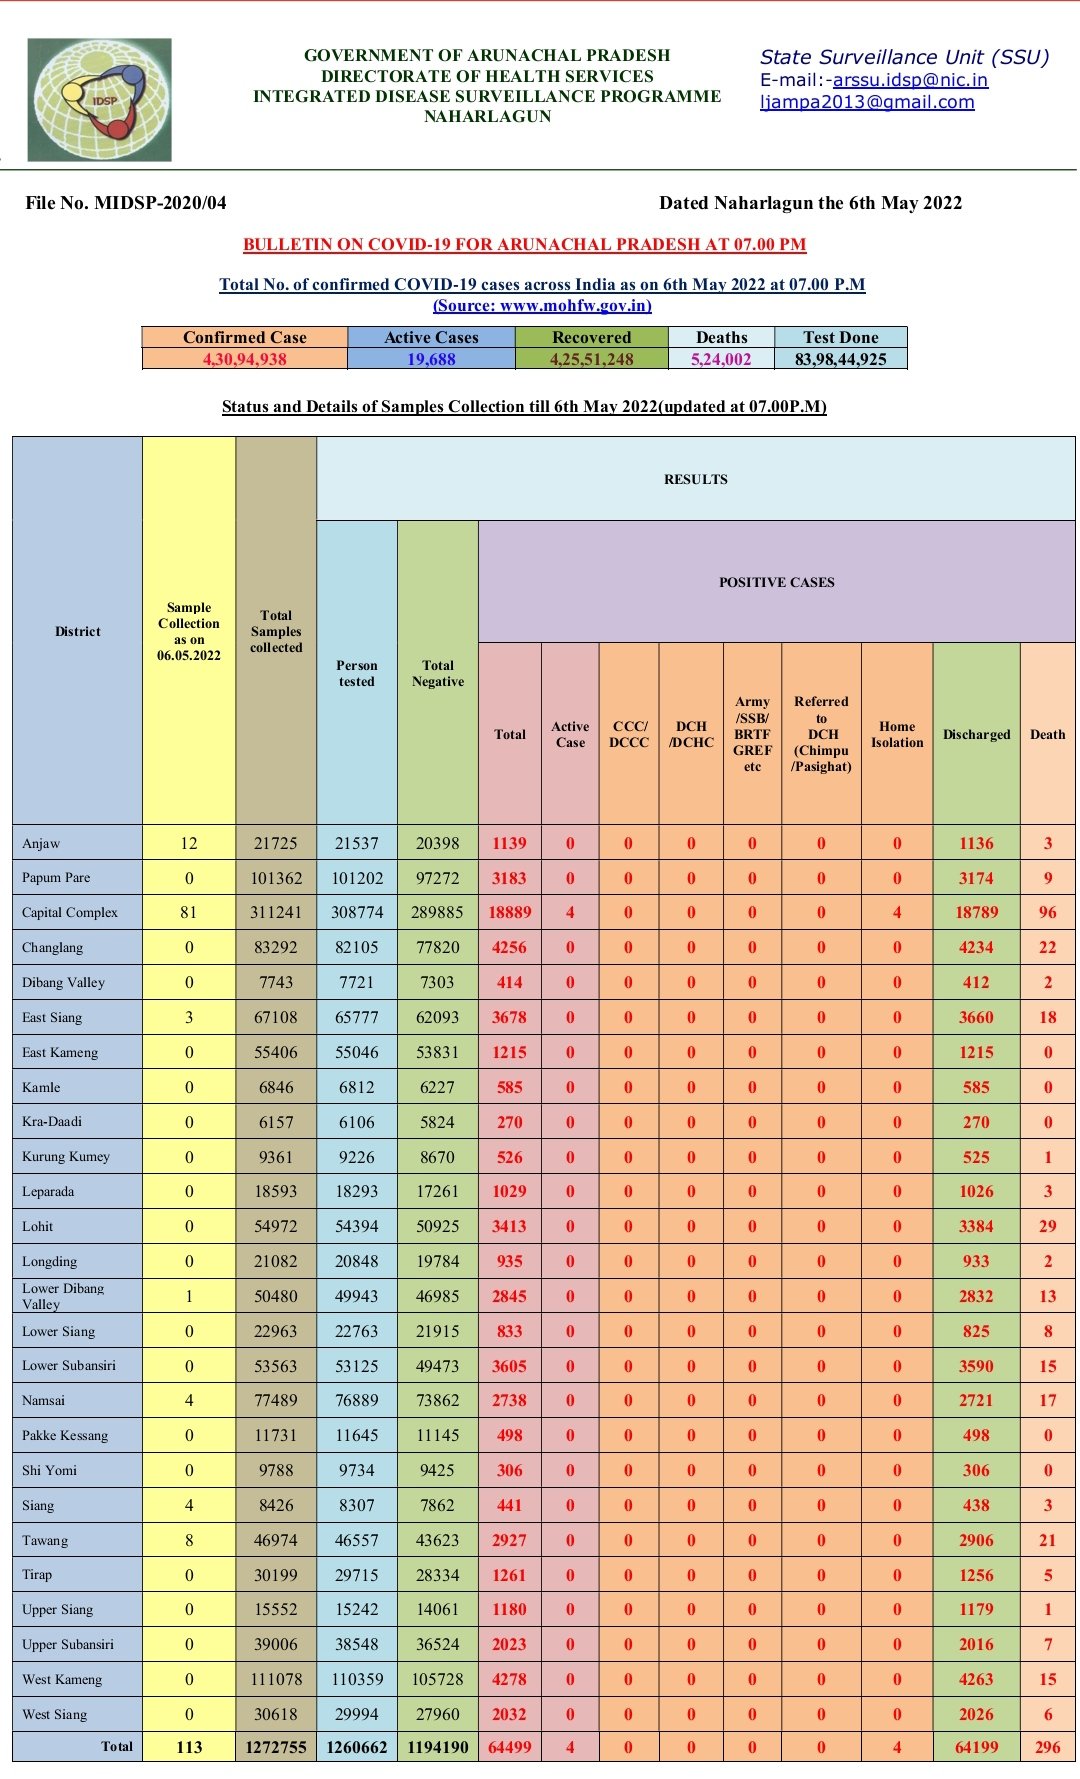 IDSP
GOVERNMENT OF ARUNACHAL PRADESH
DIRECTORATE OF HEALTH SERVICES
INTEGRATED DISEASE SURVEILLANCE PROGRAMME
NAHARLAGUN
State Surveillance Unit (SSU)
E-mail:-arssu.idsp@nic.in
ljampa2013@gmail.com
File No. MIDSP-2020/04 Dated Naharlagun the 6th May 2022
BULLETIN ON COVID-19 FOR ARUNACHAL PRADESH AT 07.00 PM
Total No. of confirmed COVID-19 cases across India as on 6th May 2022 at 07.00 P.M
(Source: www.mohfw.gov.in)
Confirmed Case Active Cases Recovered Deaths Test Done
4,30,94,938 19,688 4,25,51,248 5,24,002 83,98,44,925
Status and Details of Samples Collection till 6th May 2022(updated at 07.00P.M)
District
Sample
Collection
as on
06.05.2022
Total
Samples
collected
RESULTS
Person
tested
Total
Negative
POSITIVE CASES
Total
Active
Case
CCC/
DCCC
DCH
/DCHC
Army
/SSB/
BRTF
GREF
etc
Referred
to
DCH
(Chimpu
/Pasighat)
Home
Isolation
Discharged
Death
Anjaw 12 21725 21537 20398 1139 0 0 0 0 0 0 1136 3
Papum Pare 0 101362 101202 97272 3183 0 0 0 0 0 0 3174 9
Capital Complex 81 311241 308774 289885 18889 4 0 0 0 0 4 18789 96
Changlang 0 83292 82105 77820 4256 0 0 0 0 0 0 4234 22
Dibang Valley 0 7743 7721 7303 414 0 0 0 0 0 0 412 2
East Siang 3 67108 65777 62093 3678 0 0 0 0 0 0 3660 18
East Kameng 0 55406 55046 53831 1215 0 0 0 0 0 0 1215 0
Kamle 0 6846 6812 6227 585 0 0 0 0 0 0 585 0
Kra-Daadi 0 6157 6106 5824 270 0 0 0 0 0 0 270 0
Kurung Kumey 0 9361 9226 8670 526 0 0 0 0 0 0 525 1
Leparada 0 18593 18293 17261 1029 0 0 0 0 0 0 1026 3
Lohit 0 54972 54394 50925 3413 0 0 0 0 0 0 3384 29
Longding 0 21082 20848 19784 935 0 0 0 0 0 0 933 2
Lower Dibang
Valley 1 50480 49943 46985 2845 0 0 0 0 0 0 2832 13
Lower Siang 0 22963 22763 21915 833 0 0 0 0 0 0 825 8
Lower Subansiri 0 53563 53125 49473 3605 0 0 0 0 0 0 3590 15
Namsai 4 77489 76889 73862 2738 0 0 0 0 0 0 2721 17
Pakke Kessang 0 11731 11645 11145 498 0 0 0 0 0 0 498 0
Shi Yomi 0 9788 9734 9425 306 0 0 0 0 0 0 306 0
Siang 4 8426 8307 7862 441 0 0 0 0 0 0 438 3
Tawang 8 46974 46557 43623 2927 0 0 0 0 0 0 2906 21
Tirap 0 30199 29715 28334 1261 0 0 0 0 0 0 1256 5
Upper Siang 0 15552 15242 14061 1180 0 0 0 0 0 0 1179 1
Upper Subansiri 0 39006 38548 36524 2023 0 0 0 0 0 0 2016 7
West Kameng 0 111078 110359 105728 4278 0 0 0 0 0 0 4263 15
West Siang 0 30618 29994 27960 2032 0 0 0 0 0 0 2026 6
Total 113 1272755 1260662 1194190 64499 4 0 0 0 0 4 64199 296